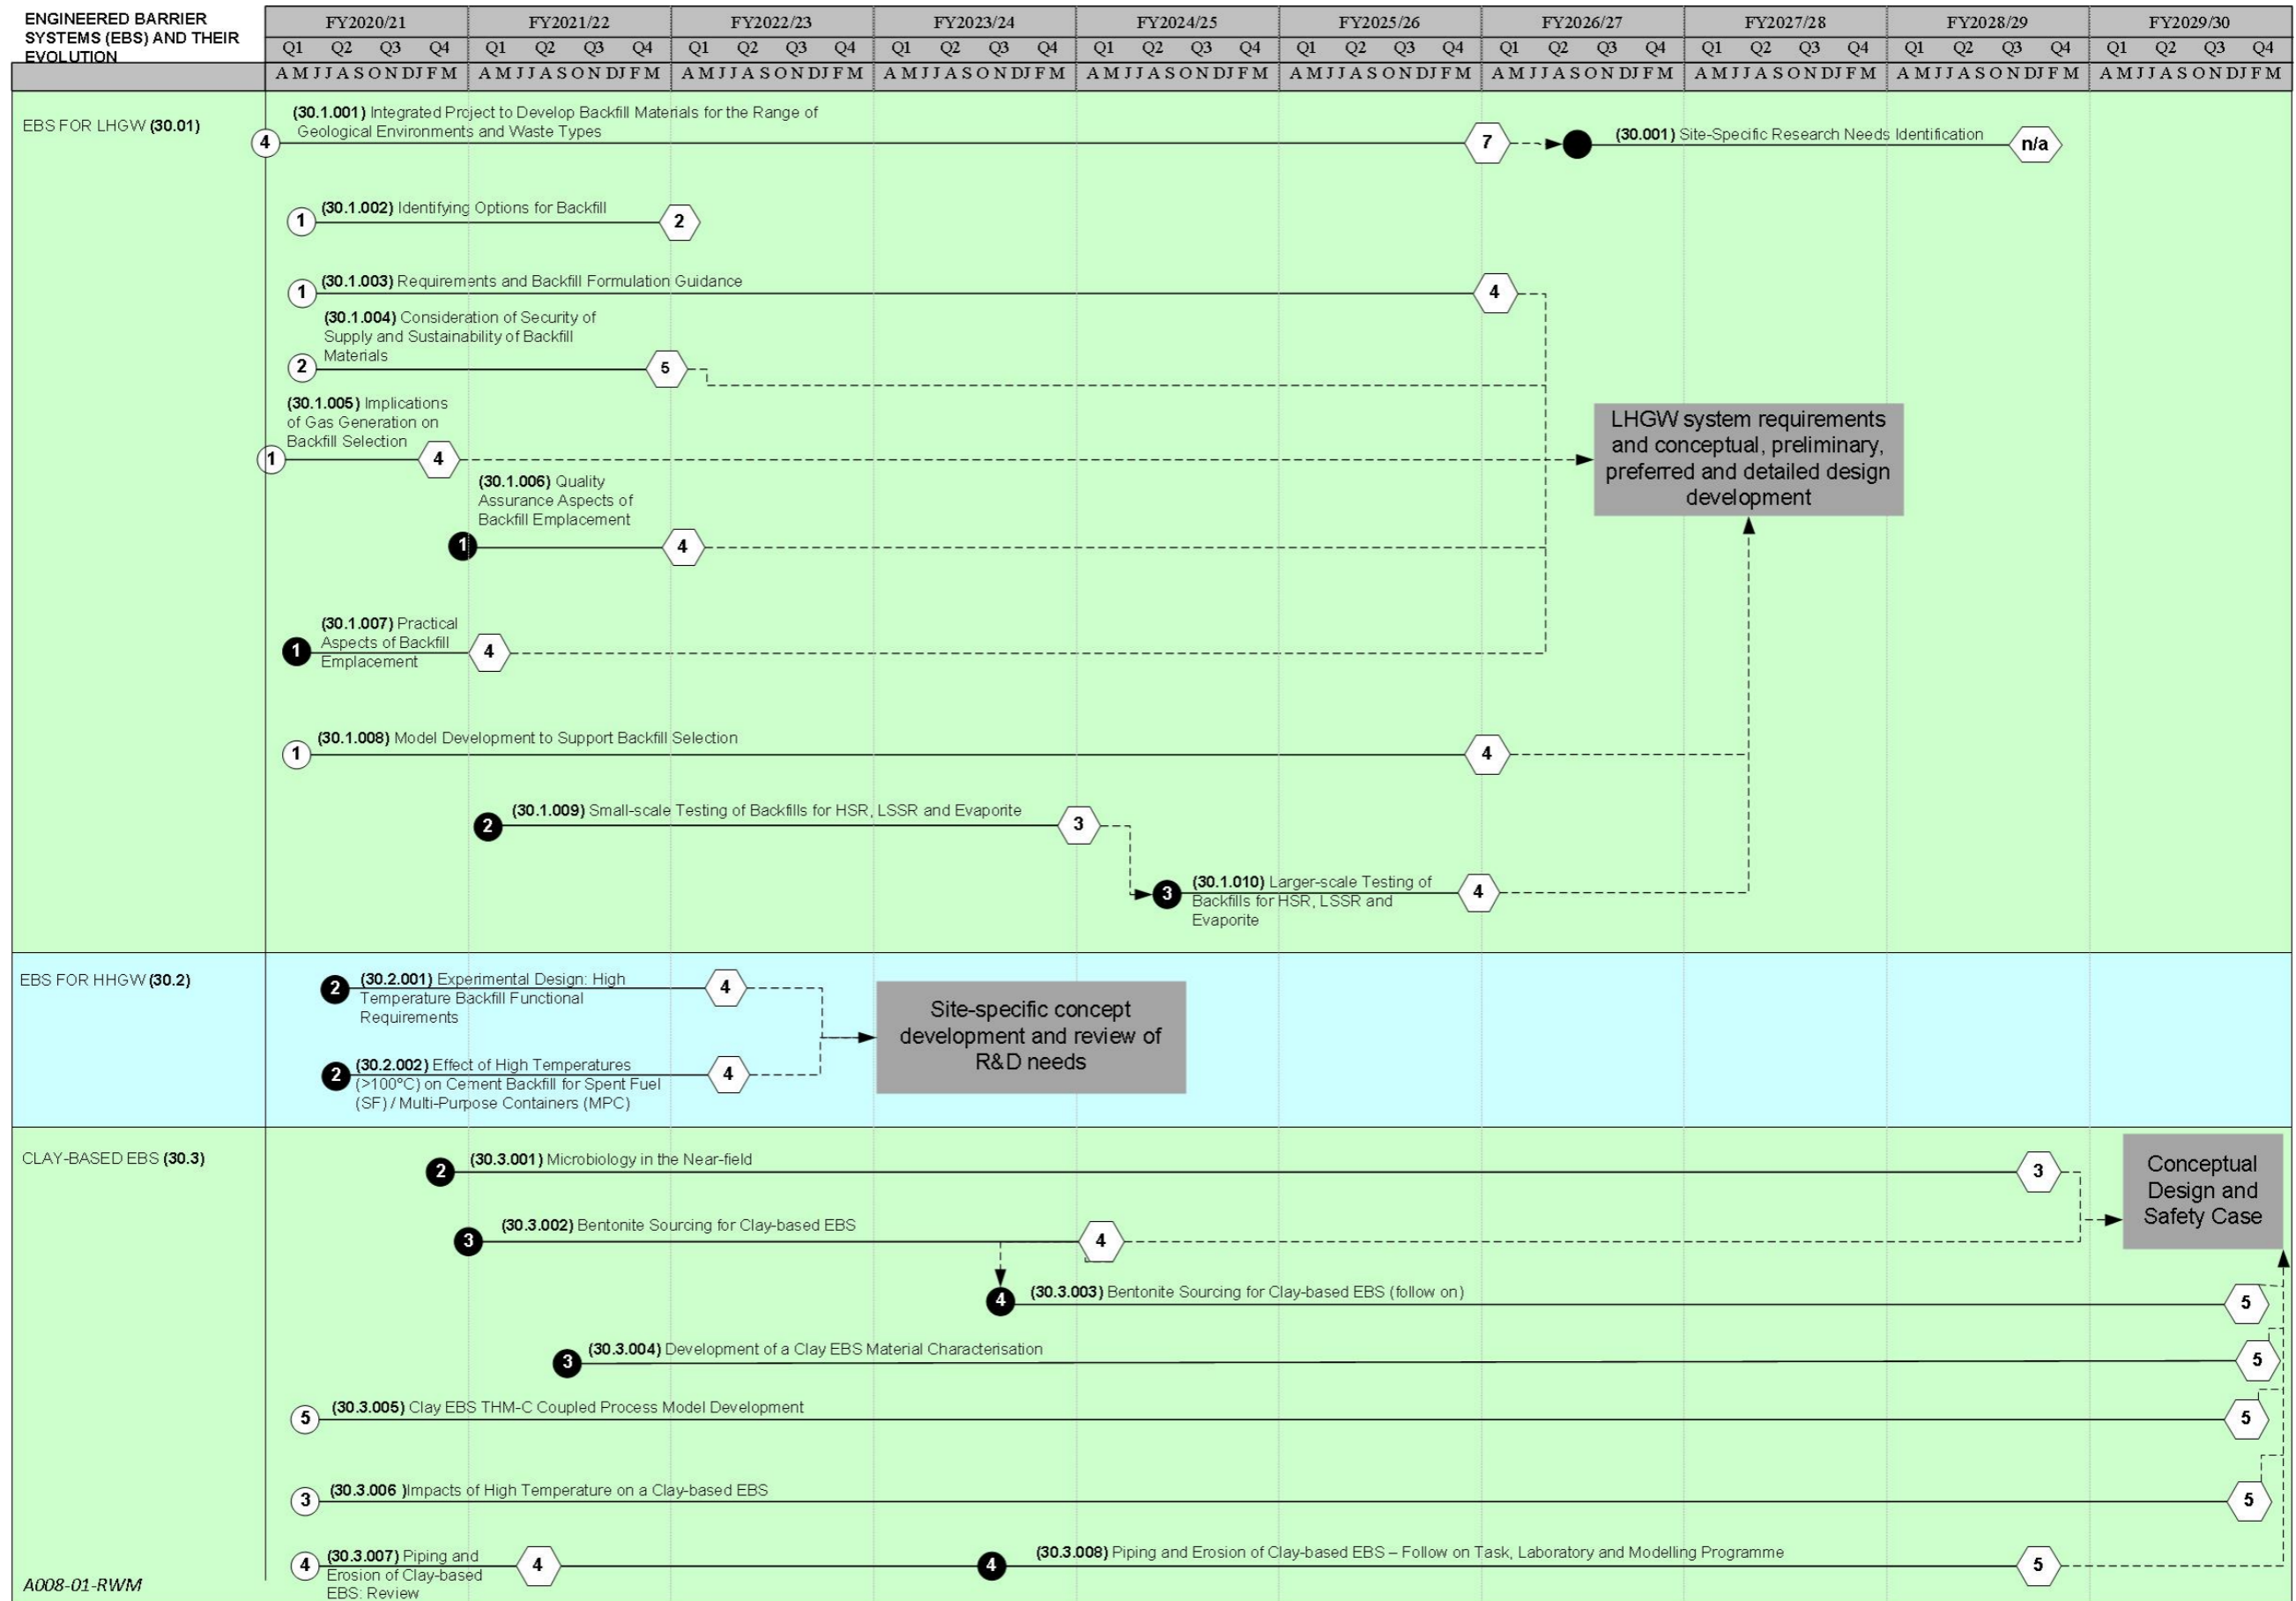 ENGINEERED BARRIER
SYSTEMS (EBS) AND THEIR
EVOLUTION
FY2020/21 FY2021/22 FY2022/23 FY2023/24 FY2024/25 FY2025/26 FY2026/27 FY2027/28 FY2028/29 FY2029/30
Q1 Q2 Q3 Q4 Q1 Q2 Q3 Q4 Q1 Q2 Q3 Q4 Q1 Q2 Q3 Q4 Q1 Q2 Q3 Q4 Q1 Q2 Q3 Q4 Q1 Q2 Q3 Q4 Q1 Q2 Q3 Q4 Q1 Q2 Q3 Q4 Q1 Q2 Q3 Q4
A M J J A S O N D J F M A M J J A S O N D J F M A M J J A S O N D J F M A M J J A S O N D J F M A M J J A S O N D J F M A M J J A S O N D J F M A M J J A S O N D J F M A M J J A S O N D J F M A M J J A S O N D J F M A M J J A S O N D J F M
EBS FOR LHGW (30.01)
(30.1.001) Integrated Project to Develop Backfill Materials for the Range of
Geological Environments and Waste Types
4 7
(30.001) Site-Specific Research Needs Identification
n/a
(30.1.002) Identifying Options for Backfill
1 2
(30.1.003) Requirements and Backfill Formulation Guidance
1 4
(30.1.004) Consideration of Security of
Supply and Sustainability of Backfill
Materials
2 5
(30.1.005) Implications
of Gas Generation on
Backfill Selection
1 4
LHGW system requirements
and conceptual, preliminary,
preferred and detailed design
development
(30.1.006) Quality
Assurance Aspects of
Backfill Emplacement
1 4
(30.1.007) Practical
Aspects of Backfill
Emplacement
1 4
(30.1.008) Model Development to Support Backfill Selection
1 4
(30.1.009) Small-scale Testing of Backfills for HSR, LSSR and Evaporite
2 3
(30.1.010) Larger-scale Testing of
Backfills for HSR, LSSR and
Evaporite
3 4
EBS FOR HHGW (30.2)
(30.2.001) Experimental Design: High
Temperature Backfill Functional
Requirements
2 4
Site-specific concept
development and review of
R&D needs
(30.2.002) Effect of High Temperatures
(>100°C) on Cement Backfill for Spent Fuel
(SF) / Multi-Purpose Containers (MPC)
2 4
CLAY-BASED EBS (30.3)
(30.3.001) Microbiology in the Near-field
2 3
Conceptual
Design and
Safety Case
(30.3.002) Bentonite Sourcing for Clay-based EBS
3 4
(30.3.003) Bentonite Sourcing for Clay-based EBS (follow on)
4 5
(30.3.004) Development of a Clay EBS Material Characterisation
3 5
(30.3.005) Clay EBS THM-C Coupled Process Model Development
5 5
(30.3.006 )Impacts of High Temperature on a Clay-based EBS
3 5
(30.3.007) Piping and
Erosion of Clay-based
EBS: Review
4 4
(30.3.008) Piping and Erosion of Clay-based EBS – Follow on Task, Laboratory and Modelling Programme
4 5
A008-01-RWM